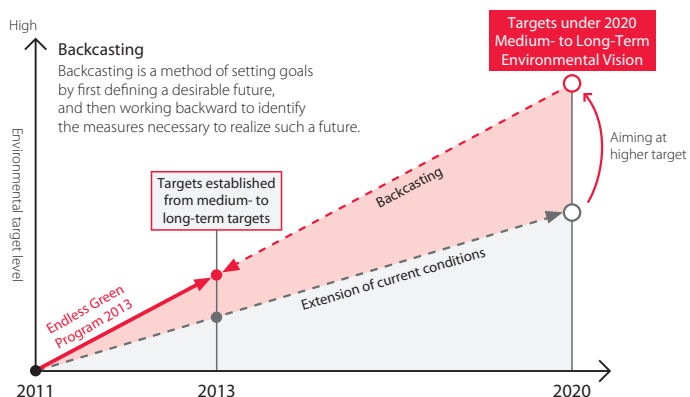 High
Backcasting
Backcasting is a method of setting goals
by first defining a desirable future,
and then working backward to identify
the measures necessary to realize such a future.
Targets under 2020
Medium- to Long-Term
Environmental Vision
Aiming at
higher target
Environmental target level
Targets established
from medium- to
long-term targets
Backcasting
Extension of current conditions
Endless Green
Program 2013
2011
2013
2020